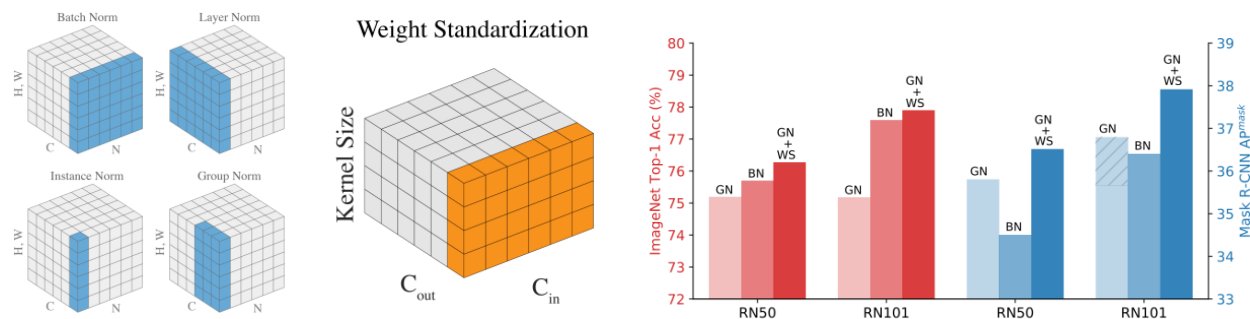 Batch Norm
H, W
C
N
Layer Norm
H, W
C
N
Instance Norm
H, W
C
N
Group Norm
H, W
C
N
Weight Standardization
Kernel Size
C_out
C_in
ImageNet Top-1 Acc (%)
80
79
78
77
76
75
74
73
72
GN
BN
GN
+
WS
GN
BN
GN
+
WS
GN
BN
GN
+
WS
GN
BN
GN
+
WS
RN50
RN101
RN50
RN101
39
38
37
36
35
34
33
Mask R-CNN AP^mask